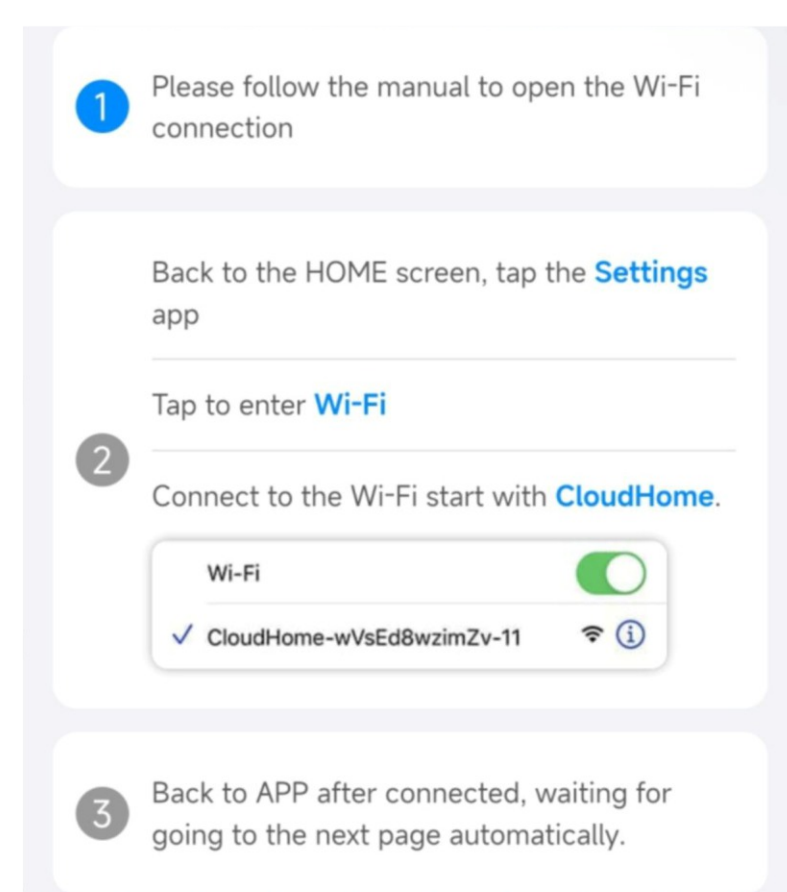 1
Please follow the manual to open the Wi-Fi
connection
Back to the HOME screen, tap the Settings
app
Tap to enter Wi-Fi
2
Connect to the Wi-Fi start with CloudHome.
Wi-Fi
CloudHome-wVsEd8wzimZv-11
3
Back to APP after connected, waiting for
going to the next page automatically.